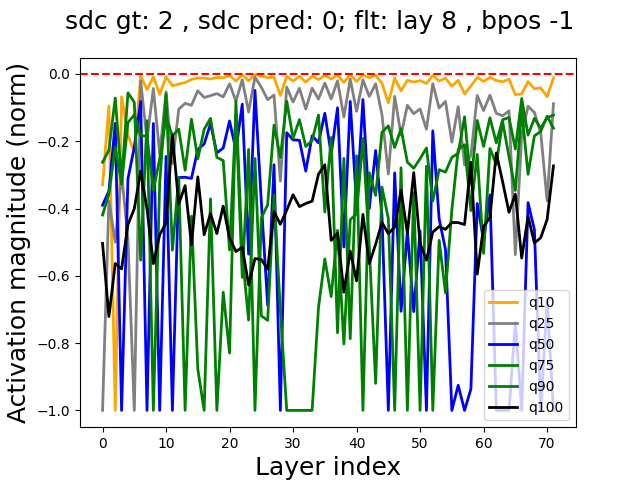 sdc gt: 2 , sdc pred: 0; flt: lay 8 , bpos -1
Activation magnitude (norm)
0.0
−0.2
−0.4
−0.6
−0.8
−1.0
q10
q25
q50
q75
q90
q100
0 10 20 30 40 50 60 70
Layer index